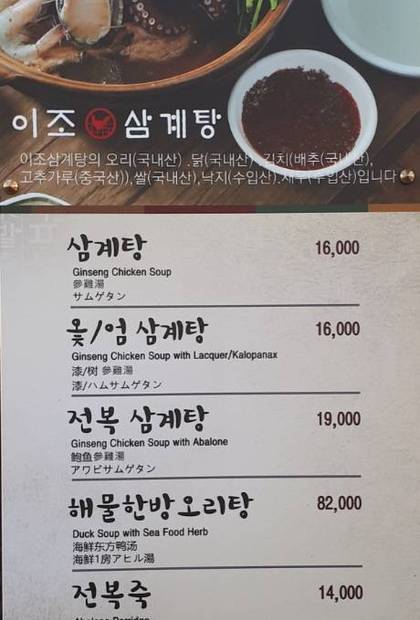 이조 삼계탕
이조삼계탕의 오리(국내산).닭(국내산).김치(배추(국내산),
고추가루(중국산)),쌀(국내산),낙지(수입산).새우(수입산)입니다
삼계탕 16,000
Ginseng Chicken Soup
參雞湯
サムゲタン
옻/엄 삼계탕 16,000
Ginseng Chicken Soup with Lacquer/Kalopanax
漆/树 參雞湯
漆/ハムサムゲタン
전복 삼계탕 19,000
Ginseng Chicken Soup with Abalone
鲍鱼參雞湯
アワビサムゲタン
해물한방오리탕 82,000
Duck Soup with Sea Food Herb
海鲜东方鸭汤
海鮮1房アヒル湯
전복죽 14,000